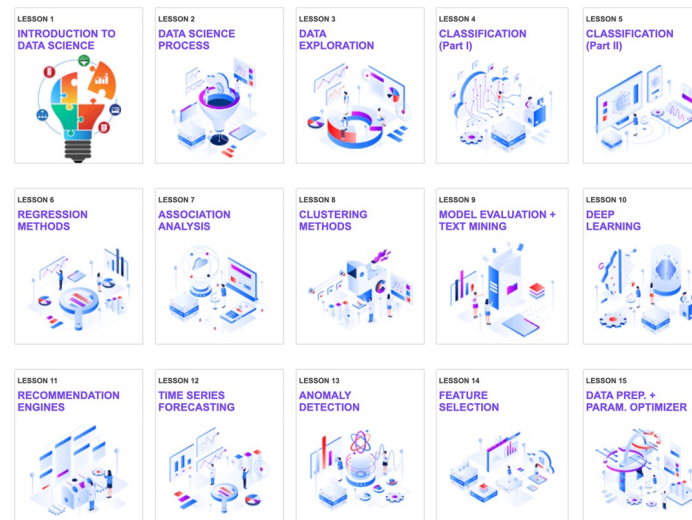 LESSON 1
INTRODUCTION TO
DATA SCIENCE
LESSON 2
DATA SCIENCE
PROCESS
LESSON 3
DATA
EXPLORATION
LESSON 4
CLASSIFICATION
(Part I)
LESSON 5
CLASSIFICATION
(Part II)
LESSON 6
REGRESSION
METHODS
LESSON 7
ASSOCIATION
ANALYSIS
LESSON 8
CLUSTERING
METHODS
LESSON 9
MODEL EVALUATION +
TEXT MINING
LESSON 10
DEEP
LEARNING
LESSON 11
RECOMMENDATION
ENGINES
LESSON 12
TIME SERIES
FORECASTING
LESSON 13
ANOMALY
DETECTION
LESSON 14
FEATURE
SELECTION
LESSON 15
DATA PREP. +
PARAM. OPTIMIZER